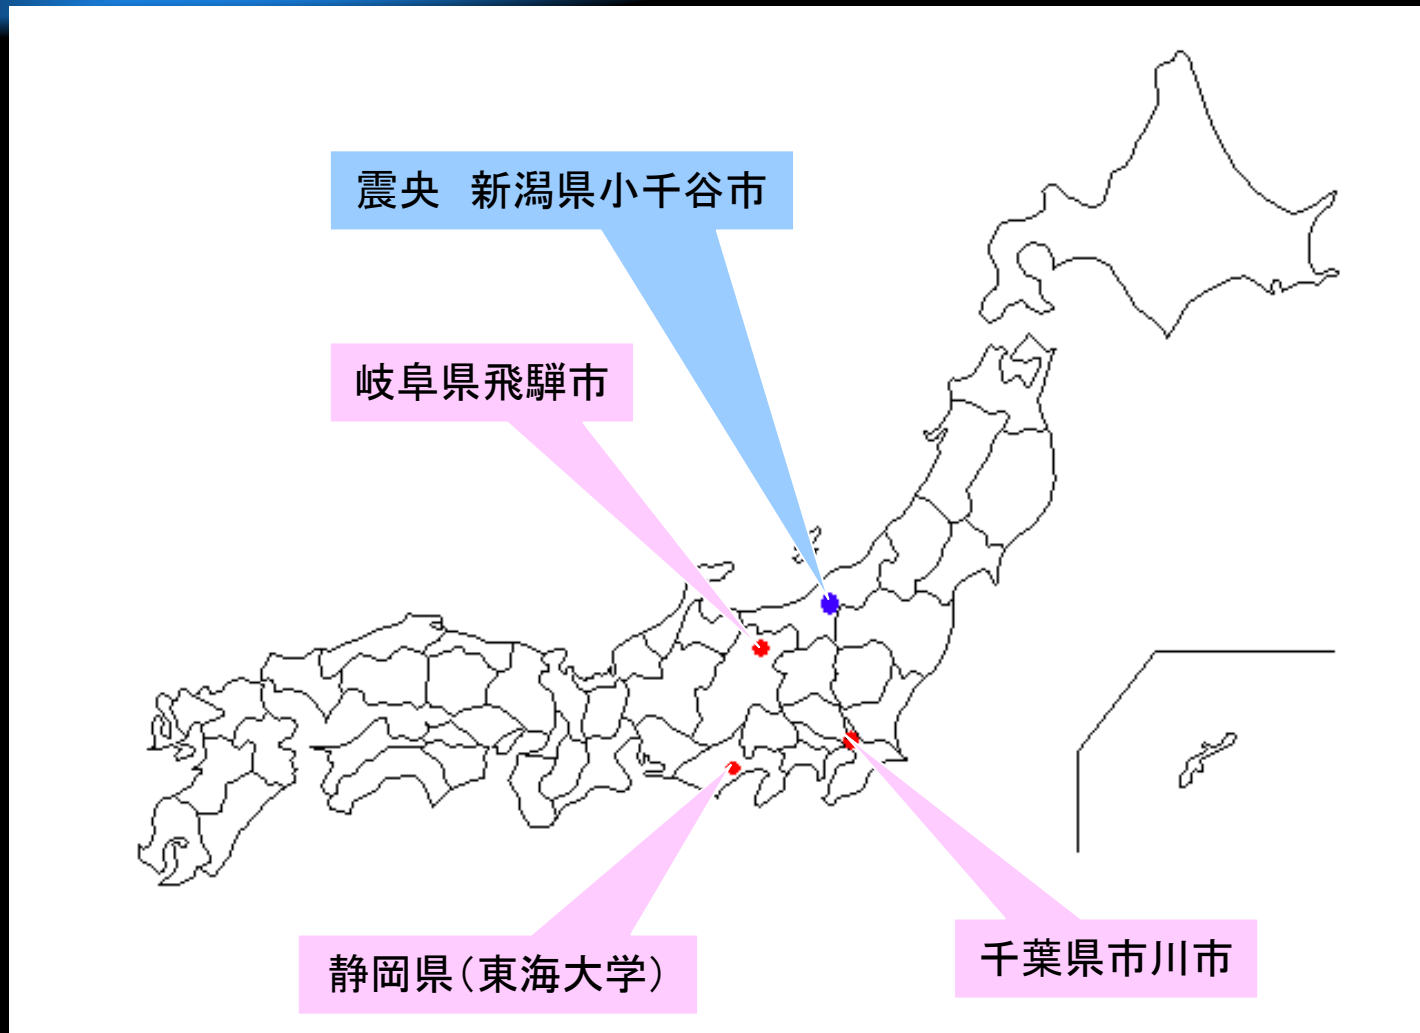 震央　新潟県小千谷市
岐阜県飛騨市
静岡県（東海大学）
千葉県市川市